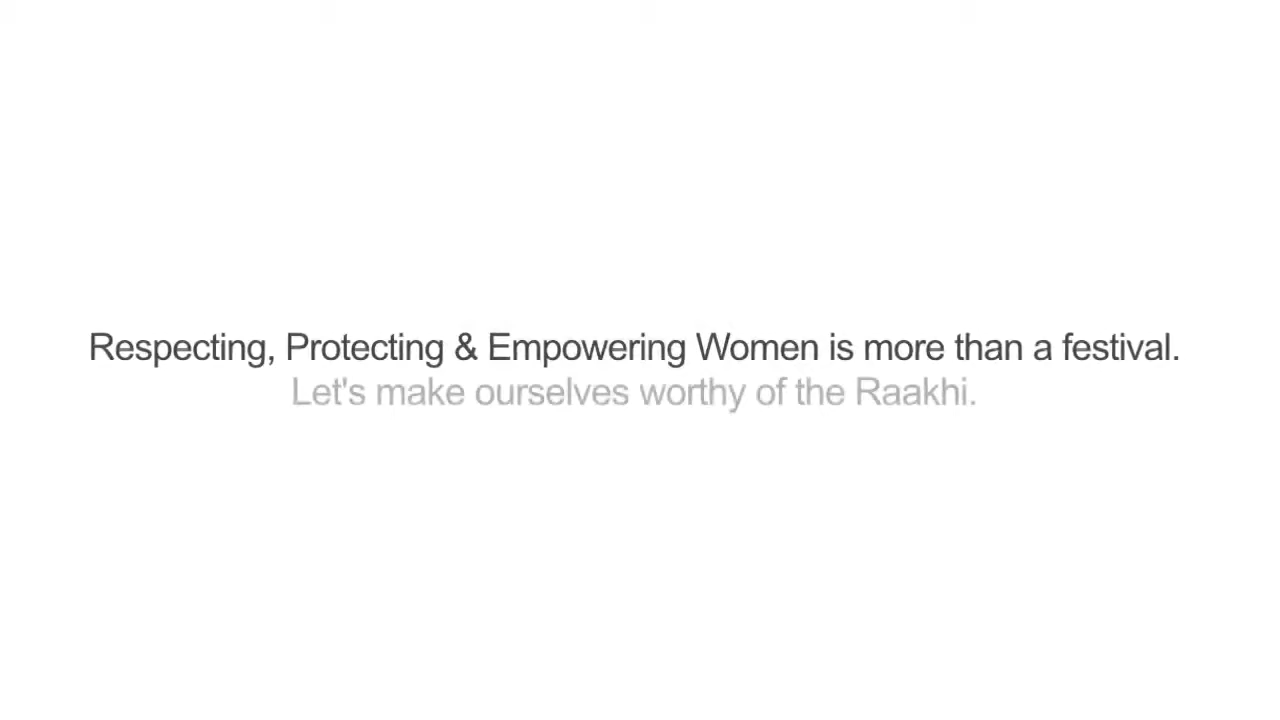 Respecting, Protecting & Empowering Women is more than a festival.
Let's make ourselves worthy of the Raakhi.